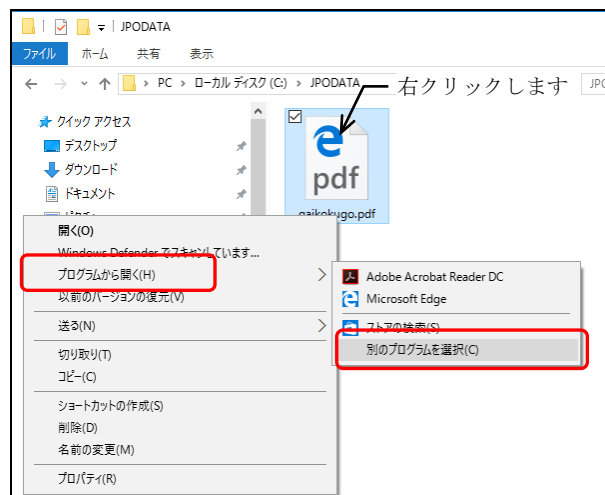 JPODATA
ファイル ホーム 共有 表示
PC › ローカル ディスク (C:) › JPODATA
右クリックします
JPO
クイック アクセス
デスクトップ
ダウンロード
ドキュメント
pdf
gaikokugo.pdf
開く(O)
Windows Defender でスキャンしています...
プログラムから開く(H)
以前のバージョンの復元(V)
送る(N)
切り取り(T)
コピー(C)
ショートカットの作成(S)
削除(D)
名前の変更(M)
プロパティ(R)
Adobe Acrobat Reader DC
Microsoft Edge
ストアの検索(S)
別のプログラムを選択(C)